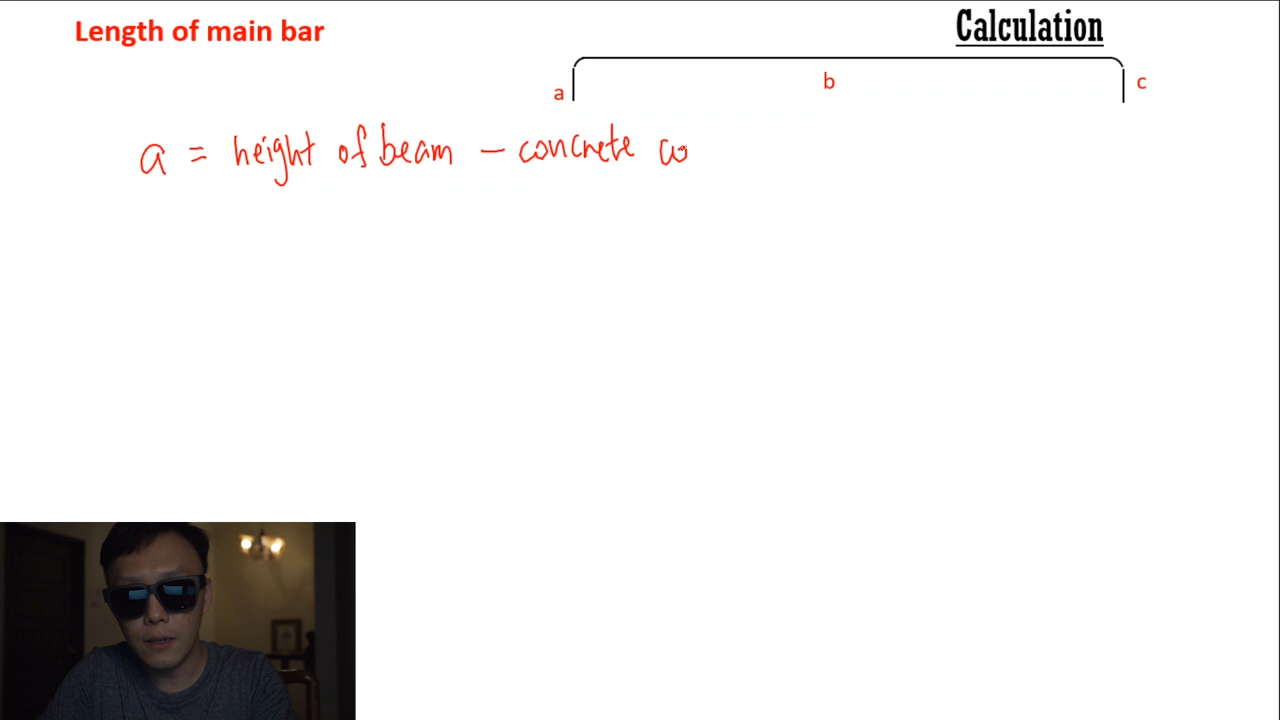 Length of main bar
Calculation
a
b
c
a = height of beam – concrete co